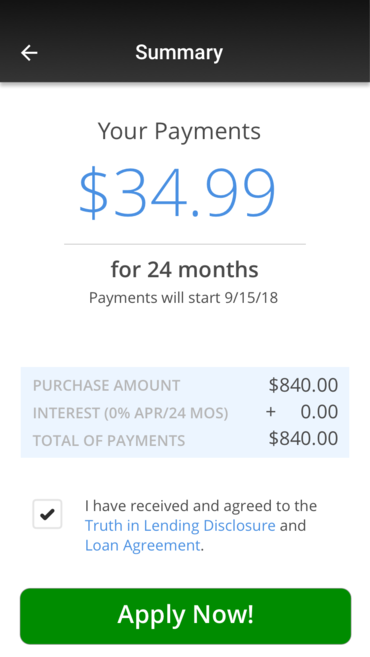 Summary
Your Payments
$34.99
for 24 months
Payments will start 9/15/18
PURCHASE AMOUNT $840.00
INTEREST (0% APR/24 MOS) + 0.00
TOTAL OF PAYMENTS $840.00
I have received and agreed to the
Truth in Lending Disclosure and
Loan Agreement.
Apply Now!